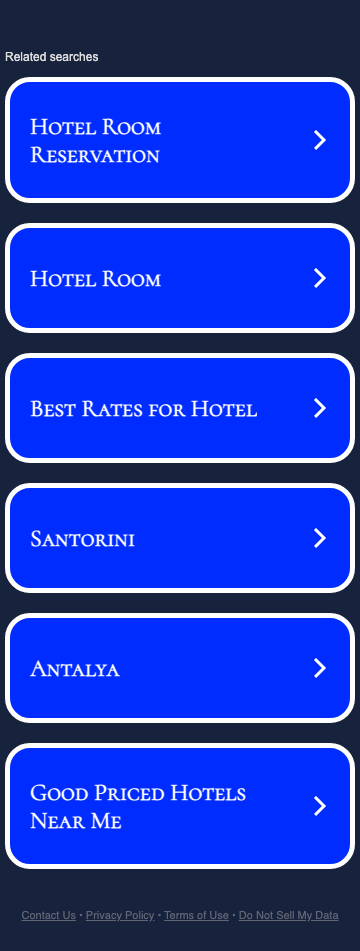 Related searches
Hotel Room
Reservation
Hotel Room
Best Rates for Hotel
Santorini
Antalya
Good Priced Hotels
Near Me
Contact Us • Privacy Policy • Terms of Use • Do Not Sell My Data